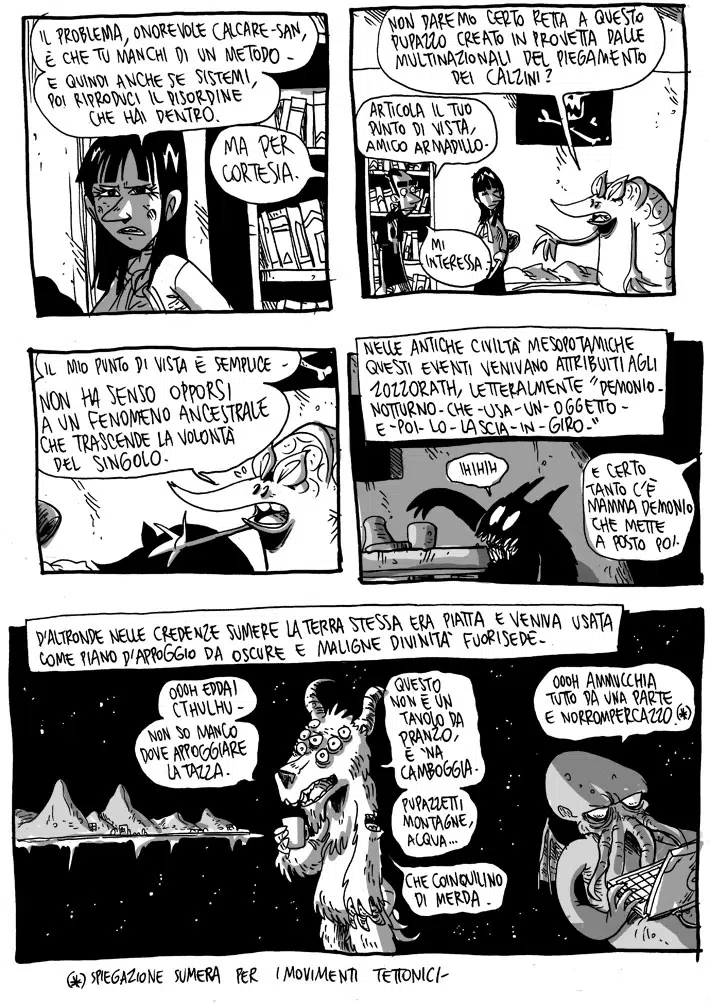 IL PROBLEMA, ONOREVOLE CALCARE-SAN,
È CHE TU MANCHI DI UN METODO-
E QUINDI ANCHE SE SISTEMI,
POI RIPRODUCI IL DISORDINE
CHE HAI DENTRO.
MA PER
CORTESIA.
NON DAREMO CERTO RETTA A QUESTO
PUPAZZO CREATO IN PROVETTA DALLE
MULTINAZIONALI DEL PIEGAMENTO
DEI CALZINI?
ARTICOLA IL TUO
PUNTO DI VISTA,
AMICO ARMADILLO-
MI
INTERESSA-
IL MIO PUNTO DI VISTA È SEMPLICE-
NON HA SENSO OPPORSI
A UN FENOMENO ANCESTRALE
CHE TRASCENDE LA VOLONTÀ
DEL SINGOLO.
NELLE ANTICHE CIVILTÀ MESOPOTAMICHE
QUESTI EVENTI VENIVANO ATTRIBUITI AGLI
ZOZZORATH, LETTERALMENTE "DEMONIO-
NOTTURNO-CHE-USA-UN-OGGETTO-
E-POI-LO-LASCIA-IN-GIRO-"
IHIHIH
E CERTO
TANTO C'È
MAMMA DEMONIO
CHE METTE
A POSTO POI.
D'ALTRONDE NELLE CREDENZE SUMERE LA TERRA STESSA ERA PIATTA E VENIVA USATA
COME PIANO D'APPOGGIO DA OSCURE E MALIGNE DIVINITÀ FUORISEDE-
OOOH EDDAI
CTHULHU-
NON SO MANCO
DOVE APPOGGIARE
LA TAZZA.
QUESTO
NON È UN
TAVOLO DA
PRANZO,
È 'NA
CAMBOGGIA.
PUPAZZETTI
MONTAGNE,
ACQUA...
CHE COINQUILINO
DI MERDA.
OOOH AMMUCCHIA
TUTTO DA UNA PARTE
E NORROMPERCAZZO.(*)
(*) SPIEGAZIONE SUMERA PER I MOVIMENTI TETTONICI-